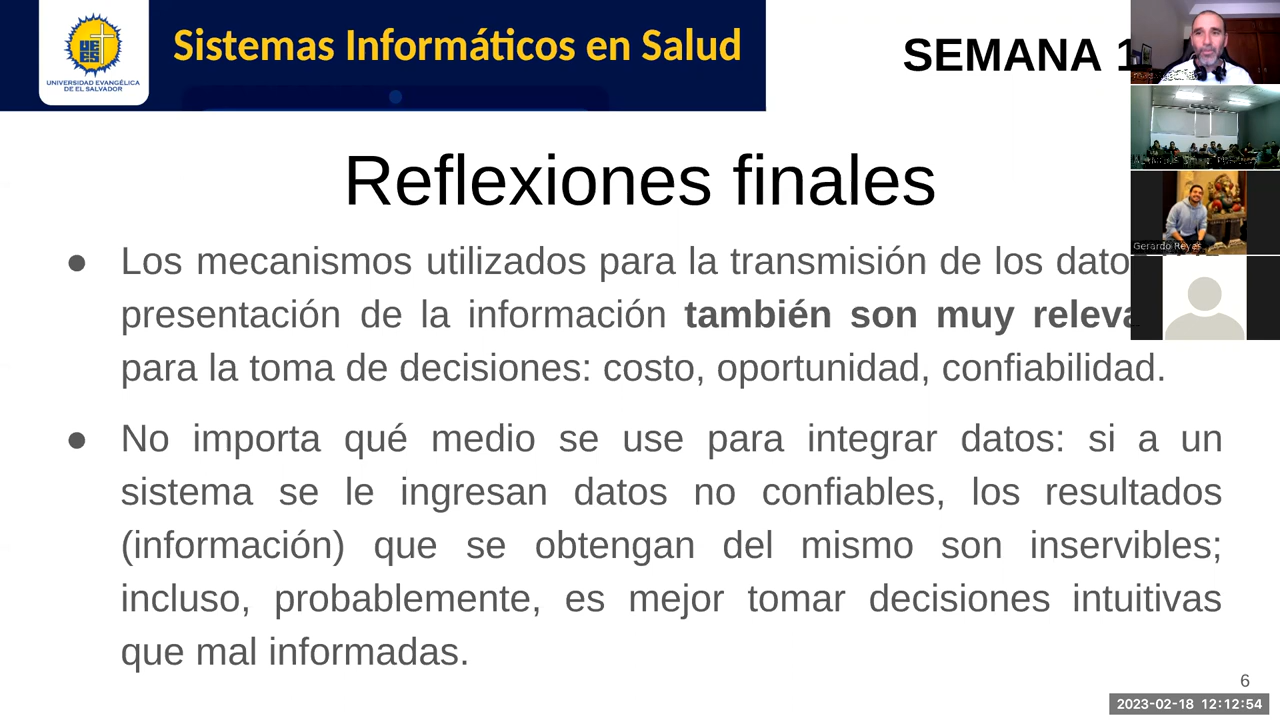 Sistemas Informáticos en Salud
UNIVERSIDAD EVANGÉLICA
DE EL SALVADOR
SEMANA 1
Reflexiones finales
● Los mecanismos utilizados para la transmisión de los dato
presentación de la información también son muy releva
para la toma de decisiones: costo, oportunidad, confiabilidad.
● No importa qué medio se use para integrar datos: si a un
sistema se le ingresan datos no confiables, los resultados
(información) que se obtengan del mismo son inservibles;
incluso, probablemente, es mejor tomar decisiones intuitivas
que mal informadas.
Gerardo Reyes
6
2023-02-18 12:12:54